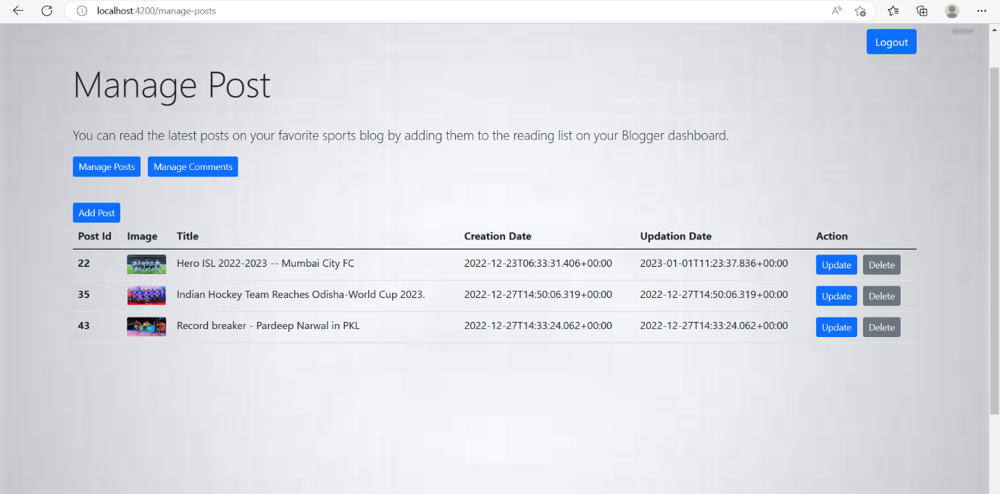 localhost:4200/manage-posts
Logout
Manage Post
You can read the latest posts on your favorite sports blog by adding them to the reading list on your Blogger dashboard.
Manage Posts Manage Comments
Add Post
Post Id Image Title Creation Date Updation Date Action
22 Hero ISL 2022-2023 -- Mumbai City FC 2022-12-23T06:33:31.406+00:00 2023-01-01T11:23:37.836+00:00 Update Delete
35 Indian Hockey Team Reaches Odisha-World Cup 2023. 2022-12-27T14:50:06.319+00:00 2022-12-27T14:50:06.319+00:00 Update Delete
43 Record breaker - Pardeep Narwal in PKL 2022-12-27T14:33:24.062+00:00 2022-12-27T14:33:24.062+00:00 Update Delete